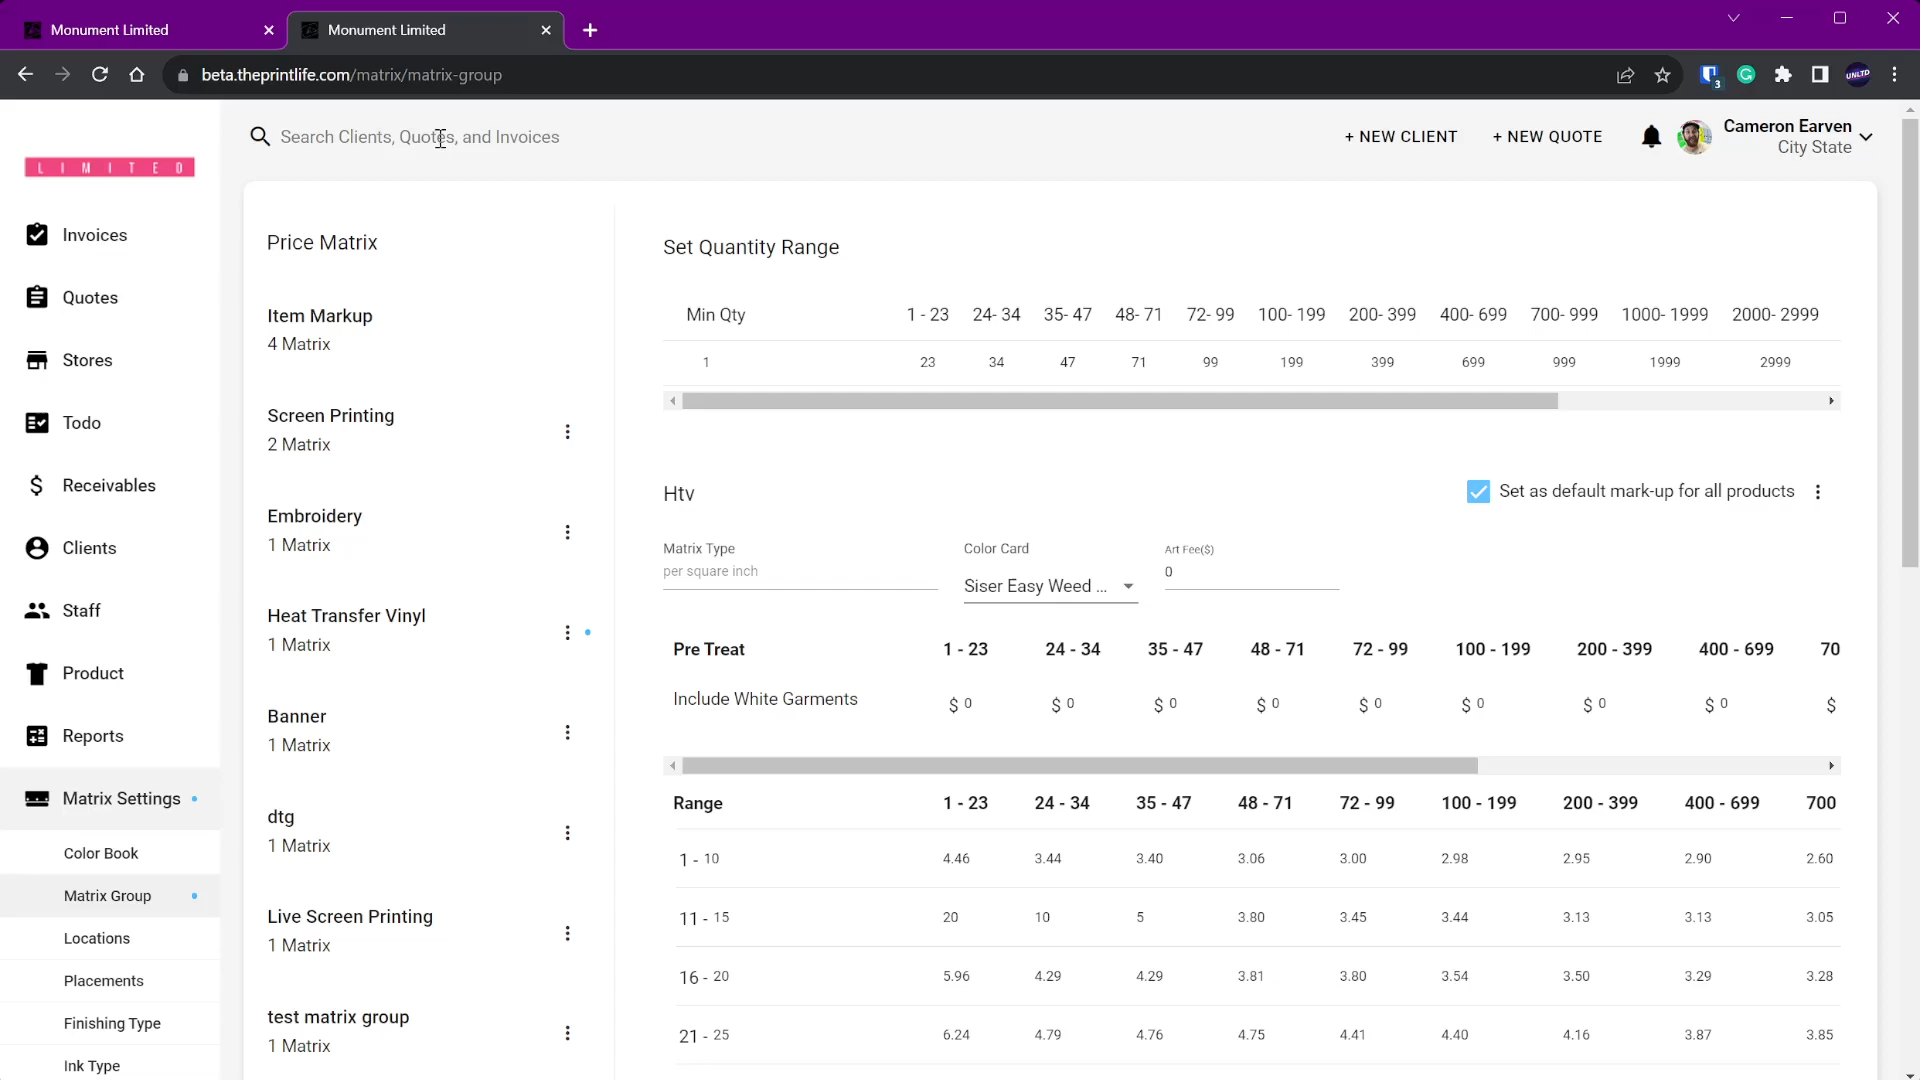 Monument Limited
Monument Limited
beta.theprintlife.com/matrix/matrix-group
3
UNLTD
Search Clients, Quotes, and Invoices
+ NEW CLIENT
+ NEW QUOTE
Cameron Earven
City State
LIMITED
Invoices
Quotes
Stores
Todo
Receivables
Clients
Staff
Product
Reports
Matrix Settings
Color Book
Matrix Group
Locations
Placements
Finishing Type
Ink Type
Price Matrix
Item Markup
4 Matrix
Screen Printing
2 Matrix
Embroidery
1 Matrix
Heat Transfer Vinyl
1 Matrix
Banner
1 Matrix
dtg
1 Matrix
Live Screen Printing
1 Matrix
test matrix group
1 Matrix
Set Quantity Range
Min Qty 1 - 23 24- 34 35- 47 48- 71 72- 99 100- 199 200- 399 400- 699 700- 999 1000- 1999 2000- 2999
1 23 34 47 71 99 199 399 699 999 1999 2999
Htv
Set as default mark-up for all products
Matrix Type
per square inch
Color Card
Siser Easy Weed ...
Art Fee($)
0
Pre Treat 1 - 23 24 - 34 35 - 47 48 - 71 72 - 99 100 - 199 200 - 399 400 - 699 70
Include White Garments $ 0 $ 0 $ 0 $ 0 $ 0 $ 0 $ 0 $ 0 $
Range 1 - 23 24 - 34 35 - 47 48 - 71 72 - 99 100 - 199 200 - 399 400 - 699 700
1 - 10 4.46 3.44 3.40 3.06 3.00 2.98 2.95 2.90 2.60
11 - 15 20 10 5 3.80 3.45 3.44 3.13 3.13 3.05
16 - 20 5.96 4.29 4.29 3.81 3.80 3.54 3.50 3.29 3.28
21 - 25 6.24 4.79 4.76 4.75 4.41 4.40 4.16 3.87 3.85